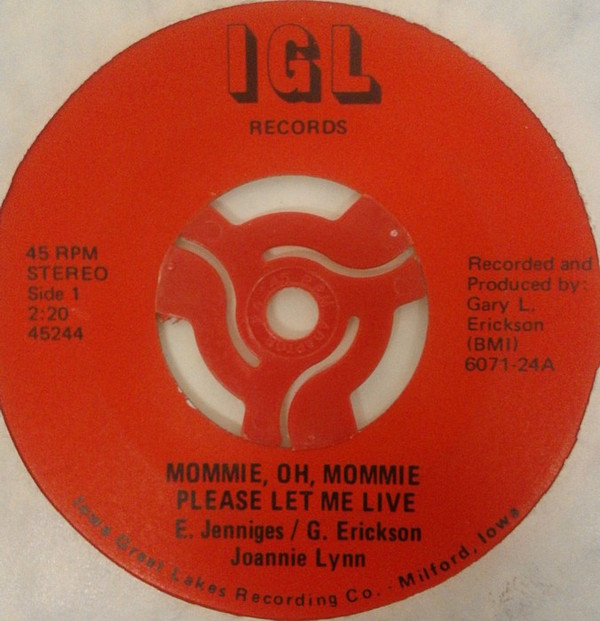 IGL
RECORDS
45 RPM
STEREO
Side 1
2:20
45244
Recorded and
Produced by:
Gary L.
Erickson
(BMI)
6071-24A
MOMMIE, OH, MOMMIE
PLEASE LET ME LIVE
E. Jenniges / G. Erickson
Joannie Lynn
Iowa Great Lakes Recording Co. - Milford, Iowa